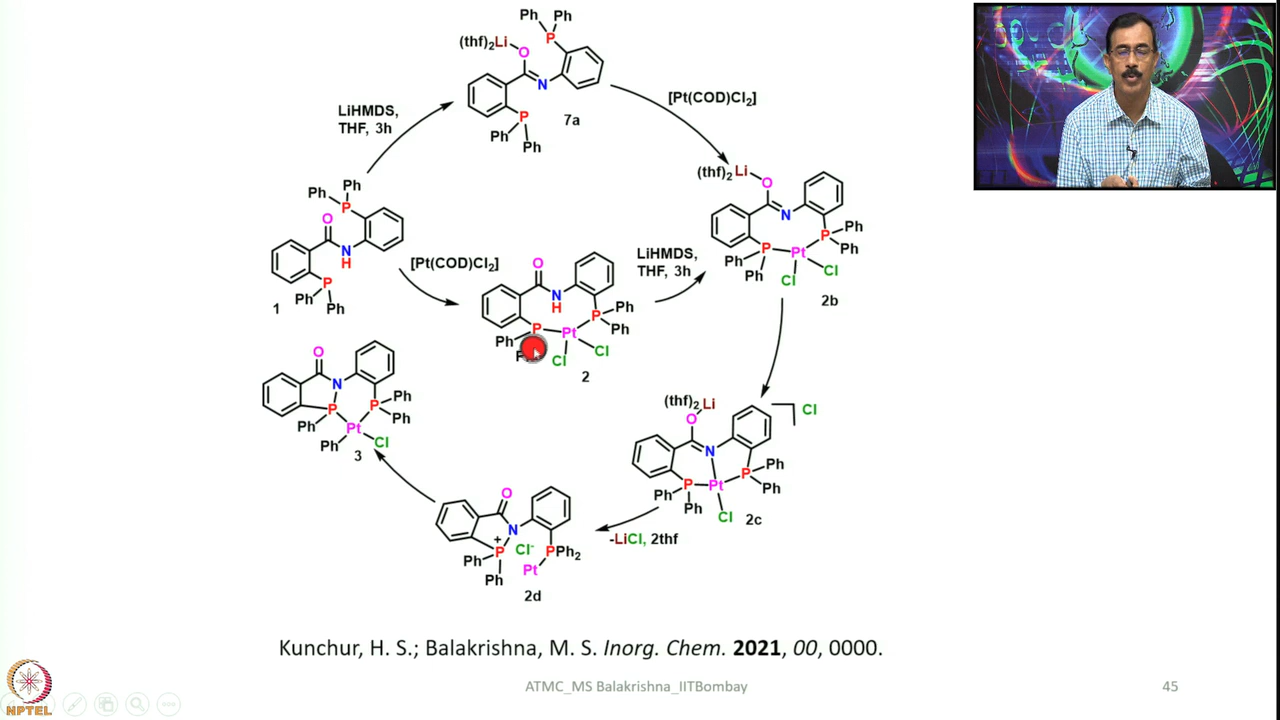 Ph
Ph
P
(thf)2Li
O
N
P
Ph
Ph
7a
LiHMDS,
THF, 3h
[Pt(COD)Cl2]
Ph
Ph
P
O
N
H
P
Ph
Ph
1
[Pt(COD)Cl2]
O
N
H
P
Pt
P
Ph
Ph
Ph
Cl
Cl
2
LiHMDS,
THF, 3h
(thf)2Li
O
N
P
Pt
P
Ph
Ph
Ph
Ph
Cl
Cl
2b
O
N
P
P
Ph
Ph
Ph
Pt
Ph
Cl
3
(thf)2Li
O
N
P
Pt
P
Ph
Ph
Ph
Ph
Cl
Cl
2c
-LiCl, 2thf
O
N
+
P
Cl-
Ph
Ph
PPh2
Pt
2d
Kunchur, H. S.; Balakrishna, M. S. Inorg. Chem. 2021, 00, 0000.
ATMC_MS Balakrishna_IITBombay
45
NPTEL